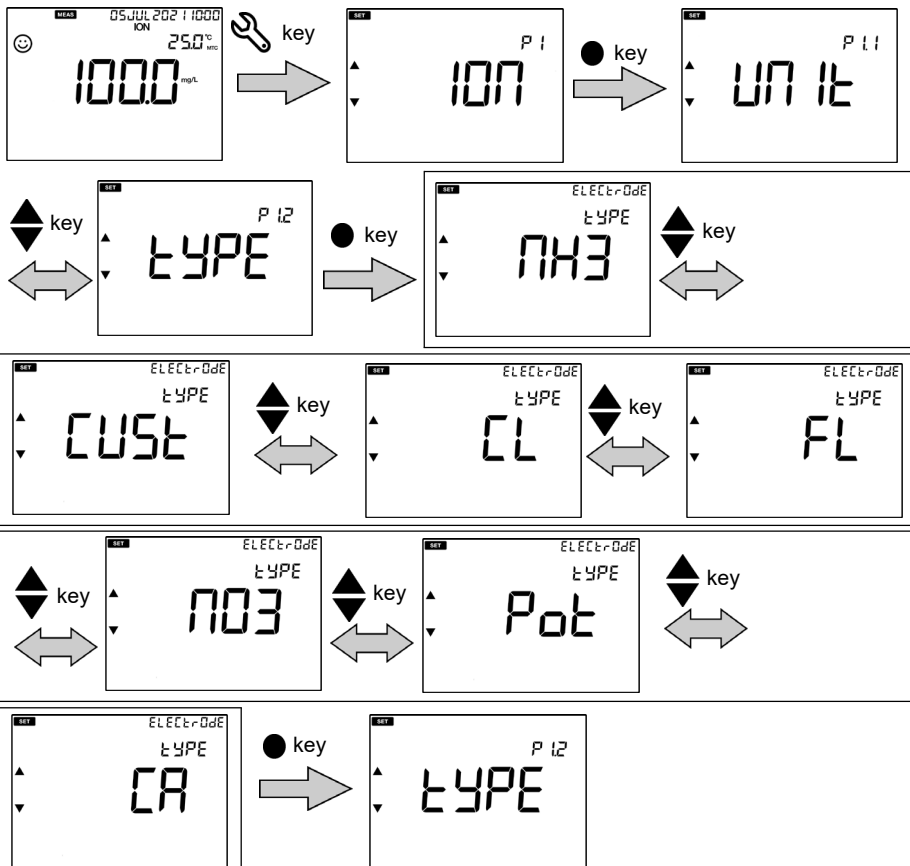 MEAS 05JUL20211000
ION
25.0 °C MTC
100.0 mg/L
key
SET
P1
ION
key
SET
P1.1
UNIt
key
SET
P1.2
tYPE
key
SET ELECtrOdE
tYPE
NH3
key
SET ELECtrOdE
tYPE
CUSt
key
SET ELECtrOdE
tYPE
CL
key
SET ELECtrOdE
tYPE
FL
key
SET ELECtrOdE
tYPE
NO3
key
SET ELECtrOdE
tYPE
Pot
key
SET ELECtrOdE
tYPE
CA
key
SET
P1.2
tYPE